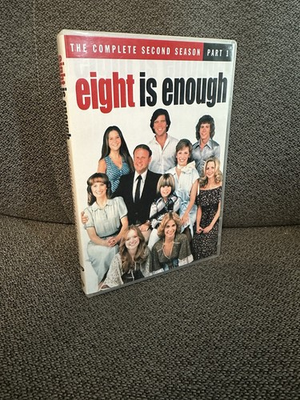 THE COMPLETE SECOND SEASON PART 1
eight is enough